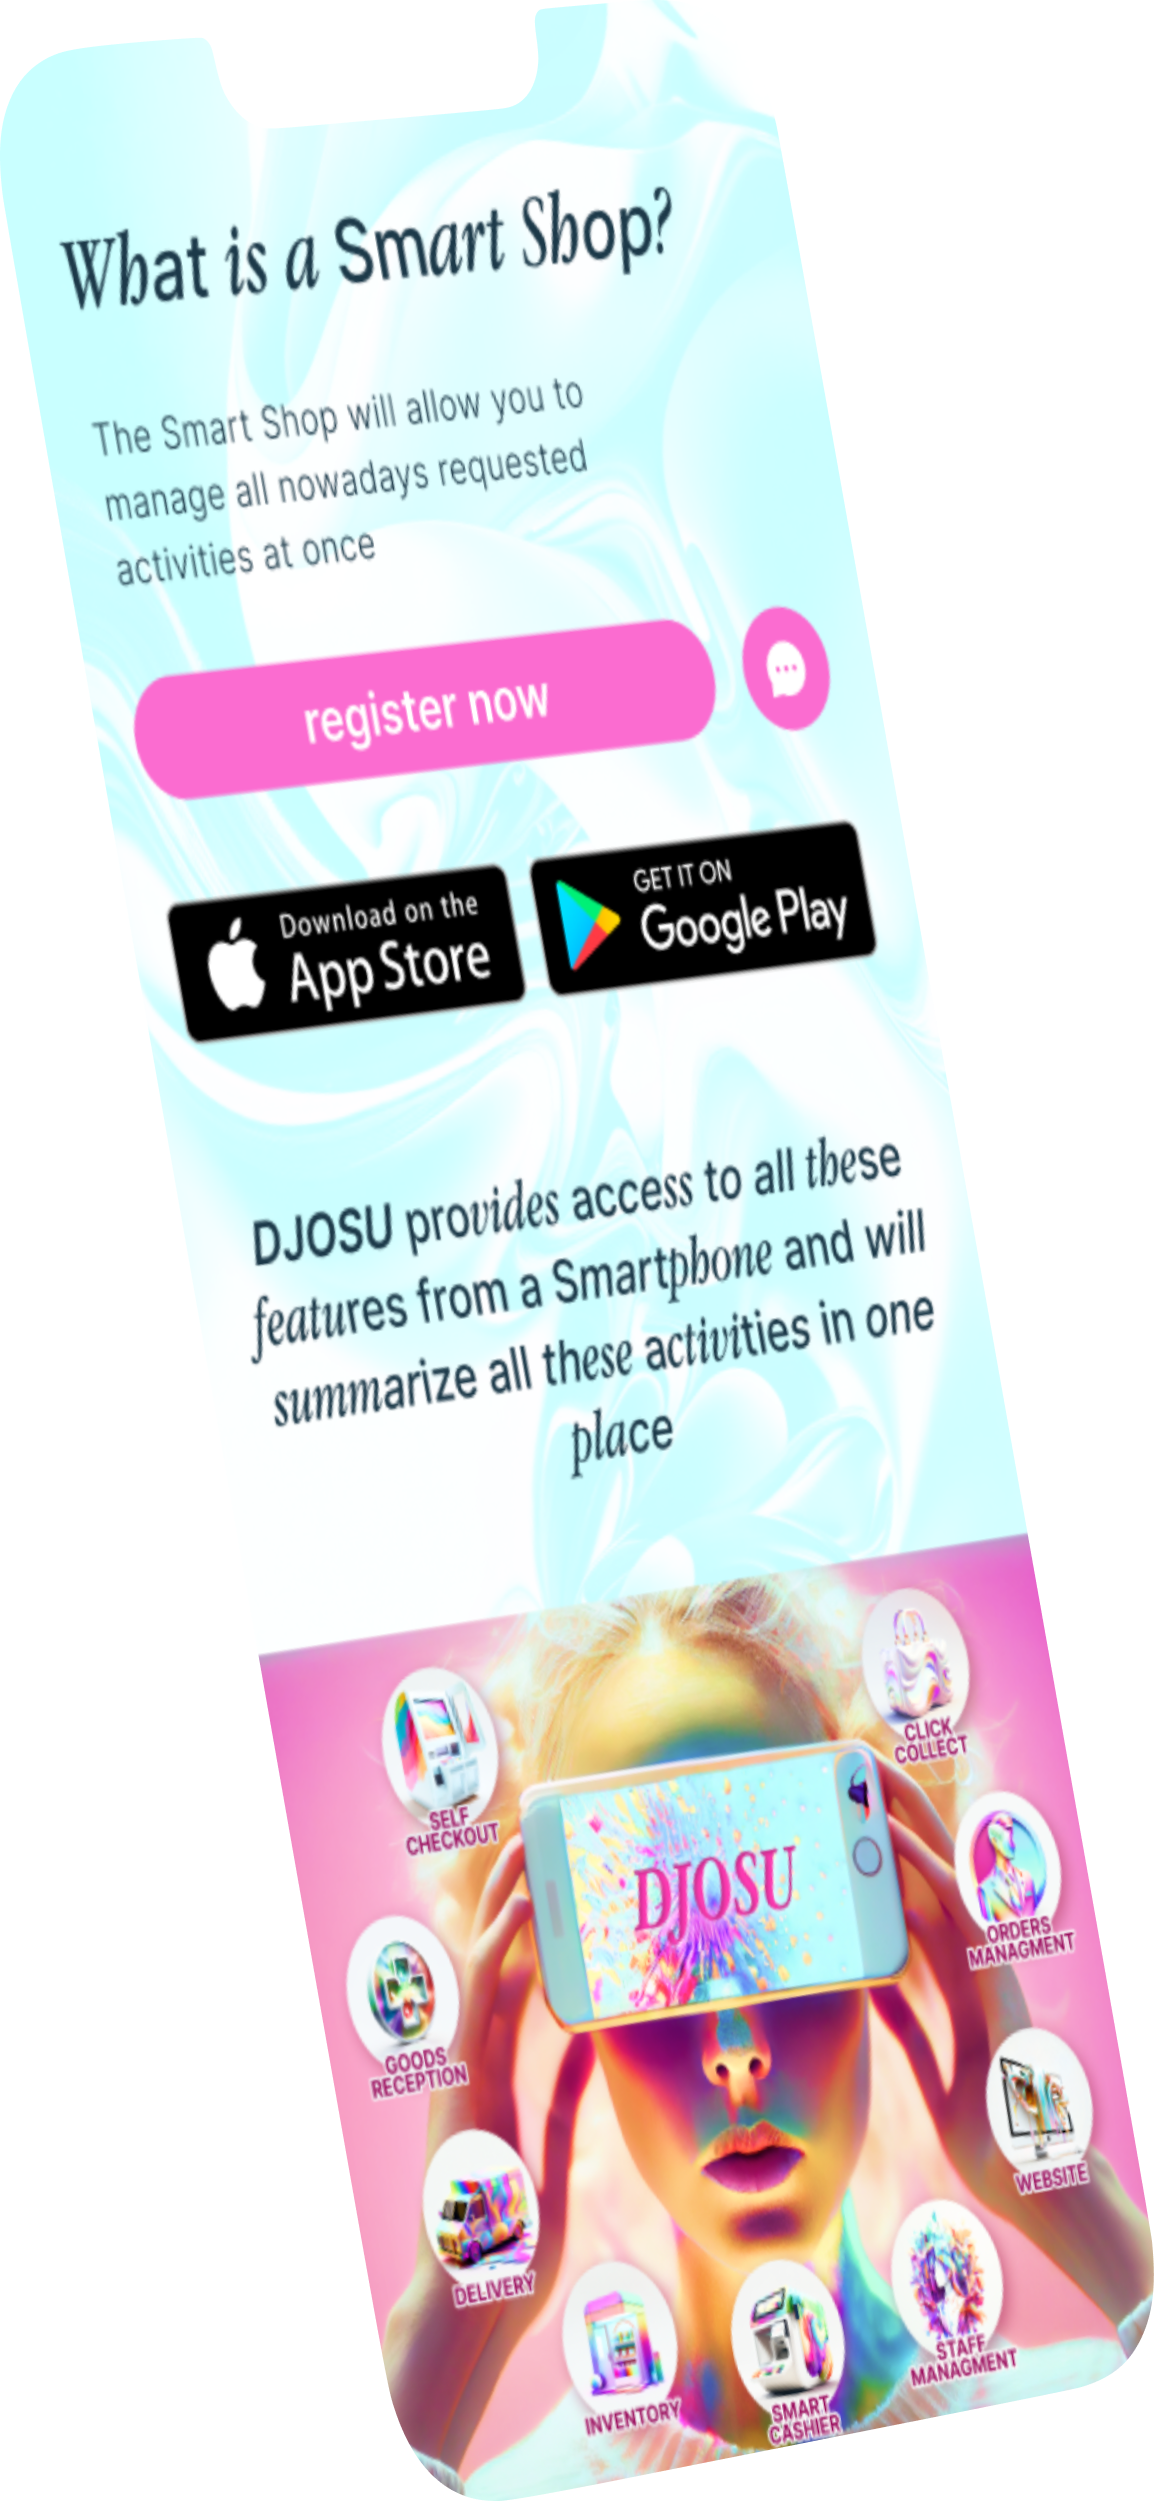 What is a Smart Shop?
The Smart Shop will allow you to
manage all nowadays requested
activities at once
register now
Download on the
App Store
GET IT ON
Google Play
DJOSU provides access to all these
features from a Smartphone and will
summarize all these activities in one
place
CLICK
COLLECT
SELF
CHECKOUT
DJOSU
ORDERS
MANAGMENT
GOODS
RECEPTION
WEBSITE
DELIVERY
STAFF
MANAGMENT
INVENTORY
SMART
CASHIER